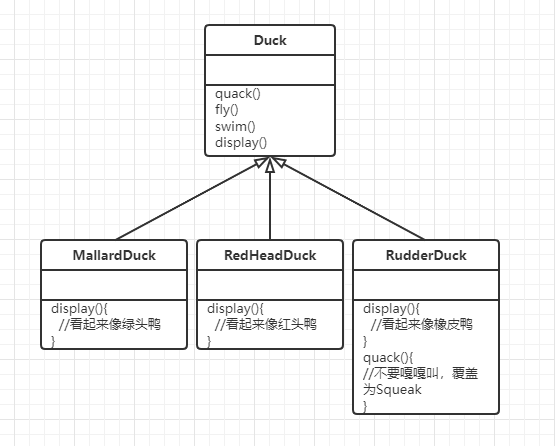 Duck
quack()
fly()
swim()
display()
MallardDuck
display(){
//看起来像绿头鸭
}
RedHeadDuck
display(){
//看起来像红头鸭
}
RudderDuck
display(){
//看起来像橡皮鸭
}
quack(){
//不要嘎嘎叫，覆盖
为Squeak
}